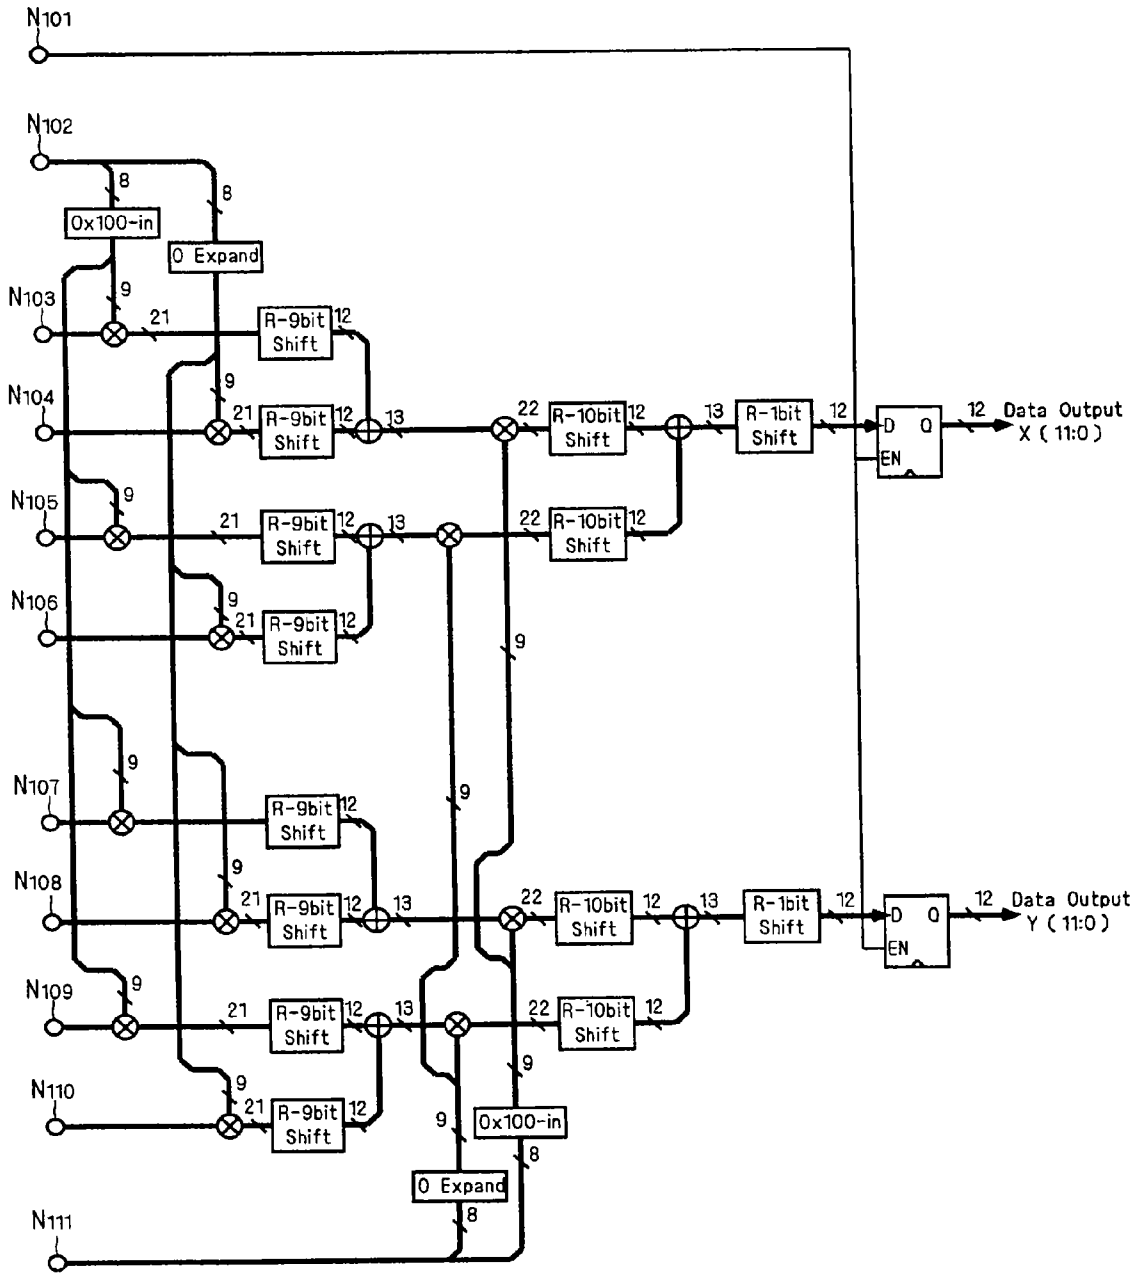 N101
N102
8
8
0x100-in
0 Expand
N103
9
21
R-9bit
Shift
12
N104
9
21
R-9bit
Shift
12
13
22
R-10bit
Shift
12
13
R-1bit
Shift
12
D Q
EN
12
Data Output
X ( 11:0 )
N105
9
21
R-9bit
Shift
12
13
22
R-10bit
Shift
12
N106
9
21
R-9bit
Shift
12
9
9
N107
9
R-9bit
Shift
12
N108
9
21
R-9bit
Shift
12
13
22
R-10bit
Shift
12
13
R-1bit
Shift
12
D Q
EN
12
Data Output
Y ( 11:0 )
N109
9
21
R-9bit
Shift
12
13
22
R-10bit
Shift
12
N110
9
21
R-9bit
Shift
12
9
9
0x100-in
8
0 Expand
8
N111